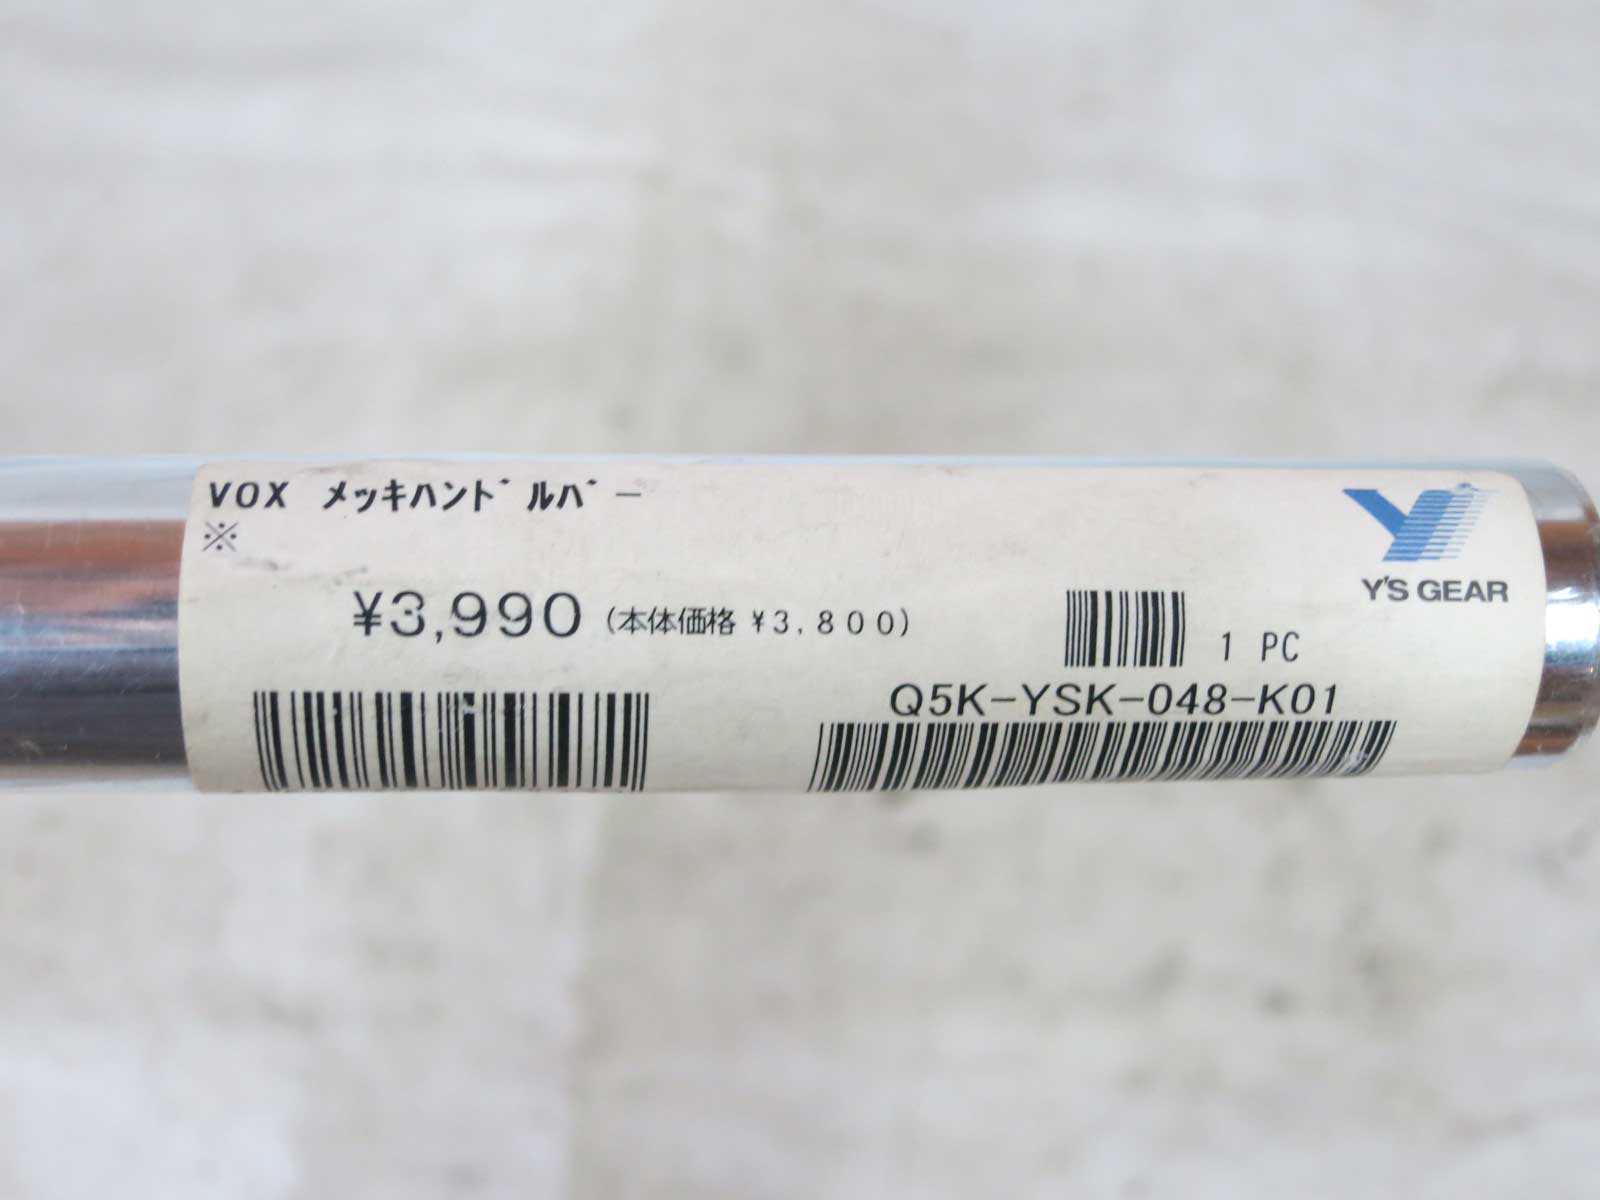 VOX ﾒｯｷﾊﾝﾄﾞﾙﾊﾞｰ
※
¥3,990 (本体価格 ¥3,800)
Y'S GEAR
1 PC
Q5K-YSK-048-K01